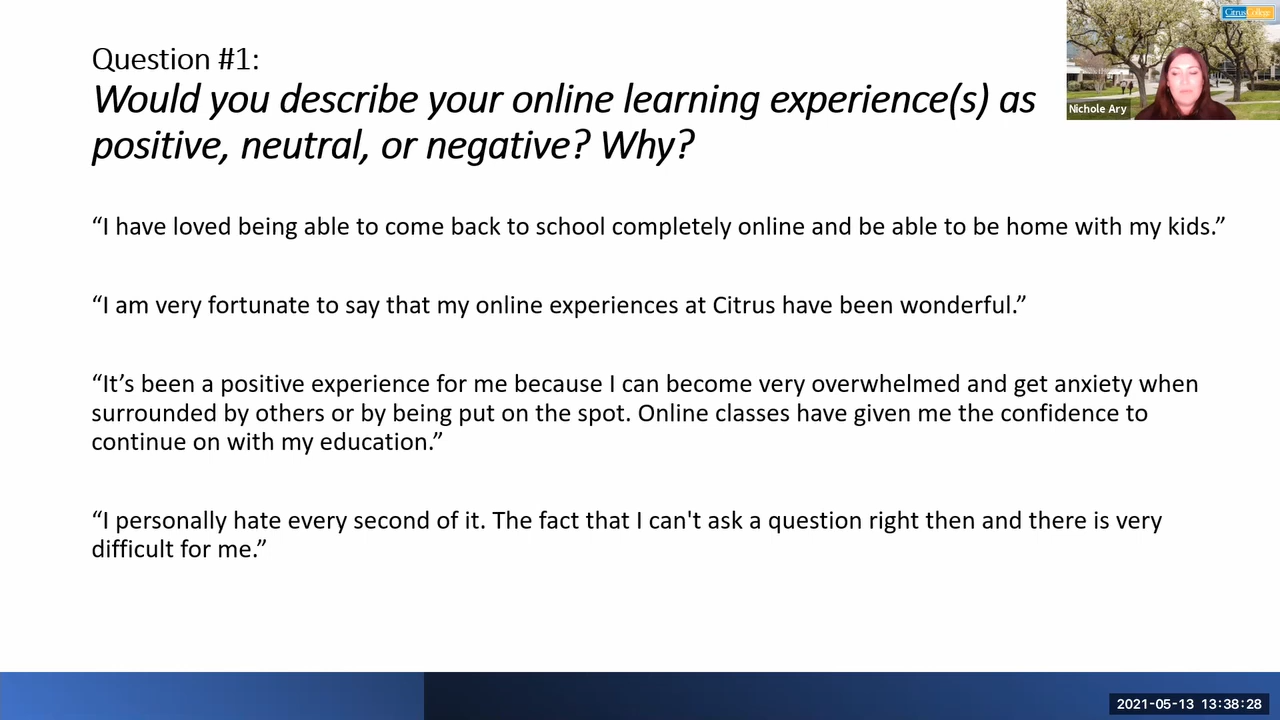 CitrusCollege
Question #1:
Would you describe your online learning experience(s) as
positive, neutral, or negative? Why?
Nichole Ary
“I have loved being able to come back to school completely online and be able to be home with my kids.”
“I am very fortunate to say that my online experiences at Citrus have been wonderful.”
“It’s been a positive experience for me because I can become very overwhelmed and get anxiety when
surrounded by others or by being put on the spot. Online classes have given me the confidence to
continue on with my education.”
“I personally hate every second of it. The fact that I can't ask a question right then and there is very
difficult for me.”
2021-05-13 13:38:28